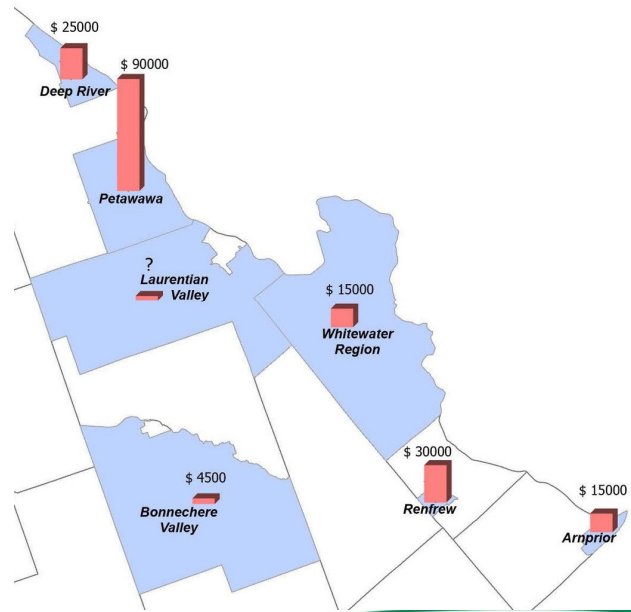 $ 25000
Deep River
$ 90000
Petawawa
?
Laurentian
Valley
$ 15000
Whitewater
Region
$ 4500
Bonnechere
Valley
$ 30000
Renfrew
$ 15000
Arnprior